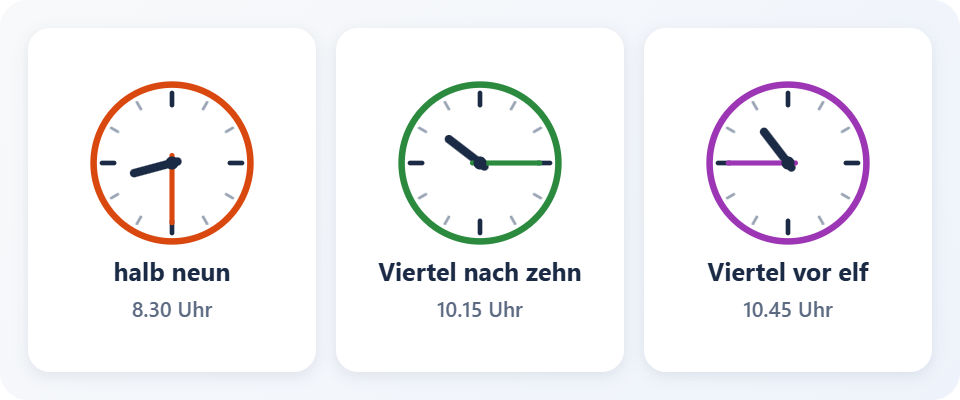 halb neun
8.30 Uhr
Viertel nach zehn
10.15 Uhr
Viertel vor elf
10.45 Uhr